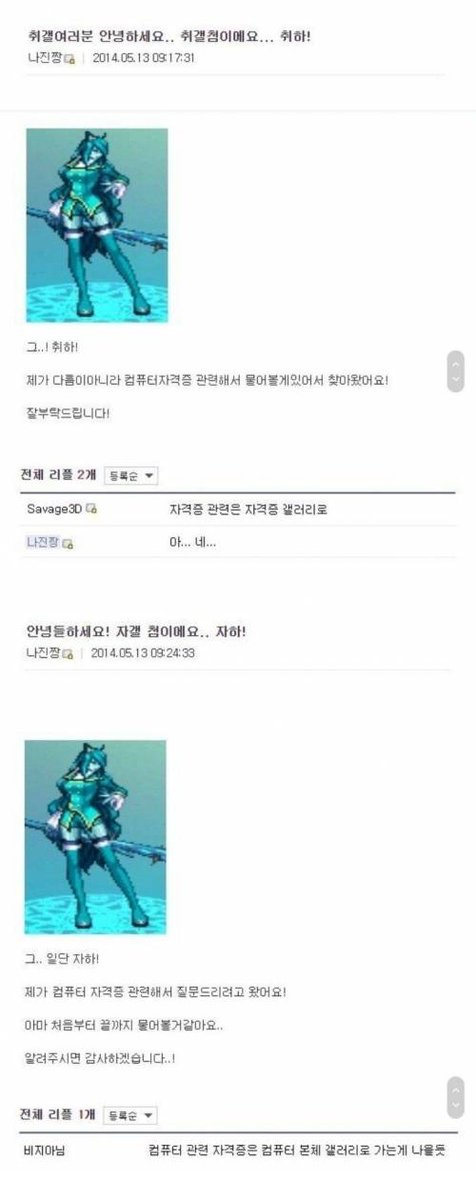 취갤여러분 안녕하세요.. 취갤첨이에요... 취하!
나진짱 | 2014.05.13 09:17:31
그..! 취하!
제가 다름이아니라 컴퓨터자격증 관련해서 물어볼게있어서 찾아왔어요!
잘부탁드립니다!
전체 리플 2개 등록순
Savage3D 자격증 관련은 자격증 갤러리로
나진짱 아... 네...
안녕들하세요! 자갤 첨이에요.. 자하!
나진짱 | 2014.05.13 09:24:33
그.. 일단 자하!
제가 컴퓨터 자격증 관련해서 질문드리려고 왔어요!
아마 처음부터 끝까지 물어볼거같아요..
알려주시면 감사하겠습니다..!
전체 리플 1개 등록순
비지아님 컴퓨터 관련 자격증은 컴퓨터 본체 갤러리로 가는게 나을듯